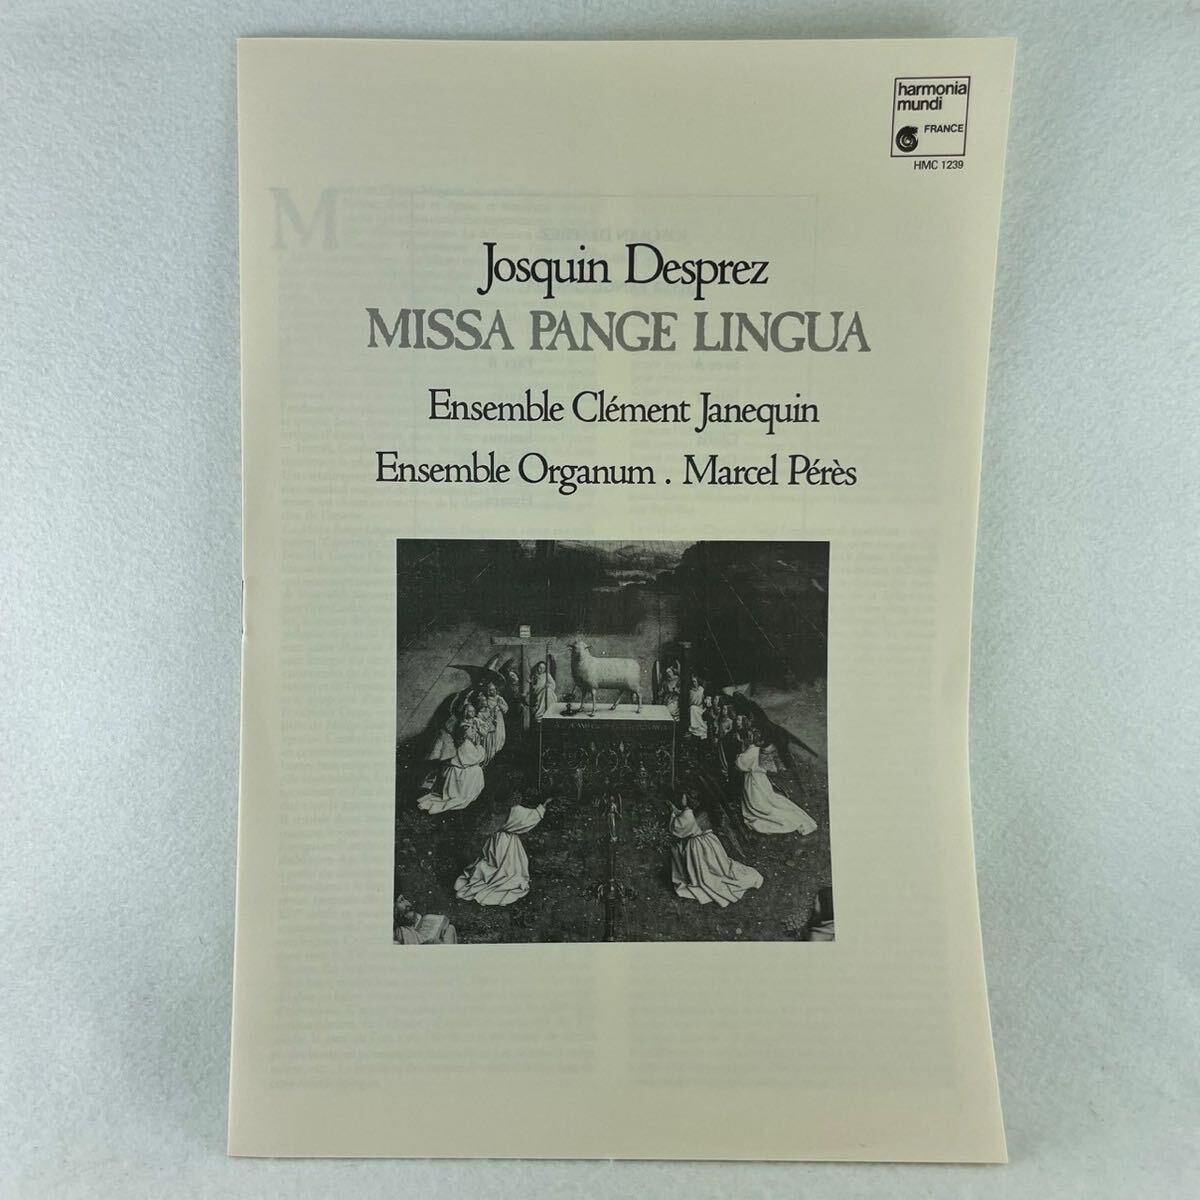 harmonia
mundi
FRANCE
HMC 1239
Josquin Desprez
MISSA PANGE LINGUA
Ensemble Clément Janequin
Ensemble Organum . Marcel Pérès